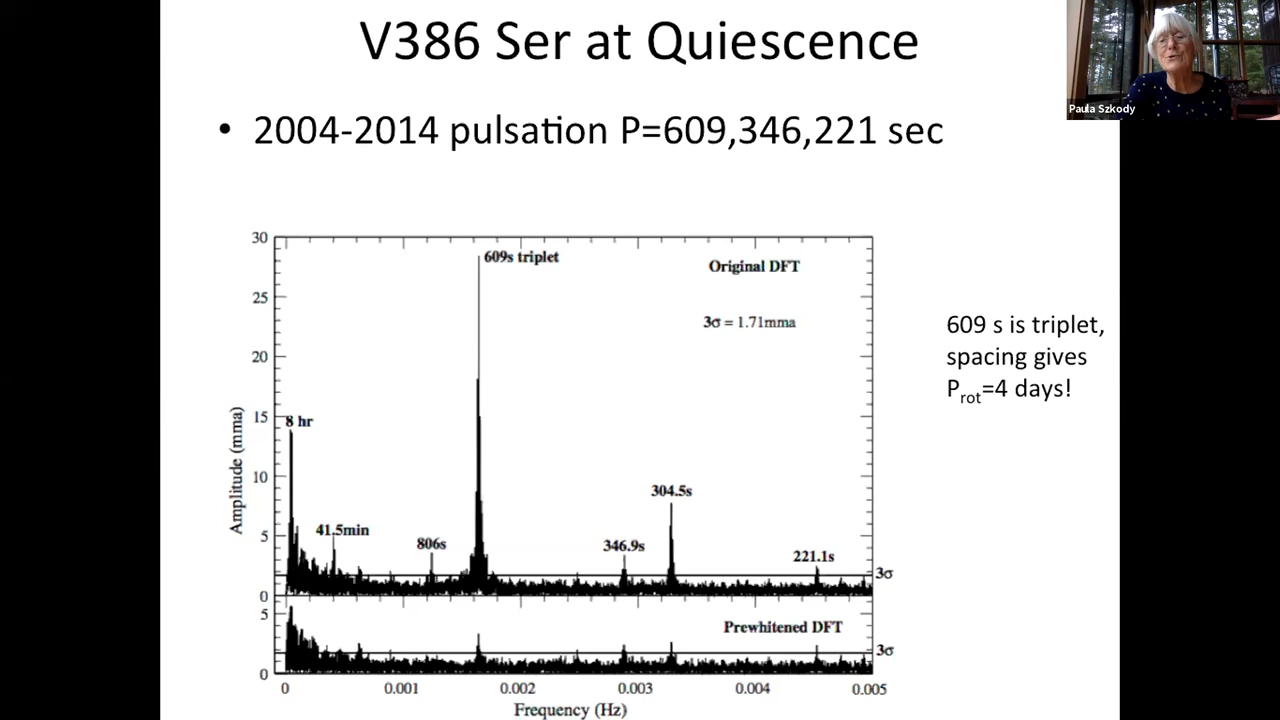 V386 Ser at Quiescence
Paula Szkody
• 2004-2014 pulsation P=609,346,221 sec
30
609s triplet
Original DFT
25
3σ = 1.71mma
609 s is triplet,
spacing gives
Prot=4 days!
20
15
8 hr
Amplitude (mma)
10
304.5s
41.5min
806s
346.9s
221.1s
5
3σ
0
5
Prewhitened DFT
3σ
0
0 0.001 0.002 0.003 0.004 0.005
Frequency (Hz)